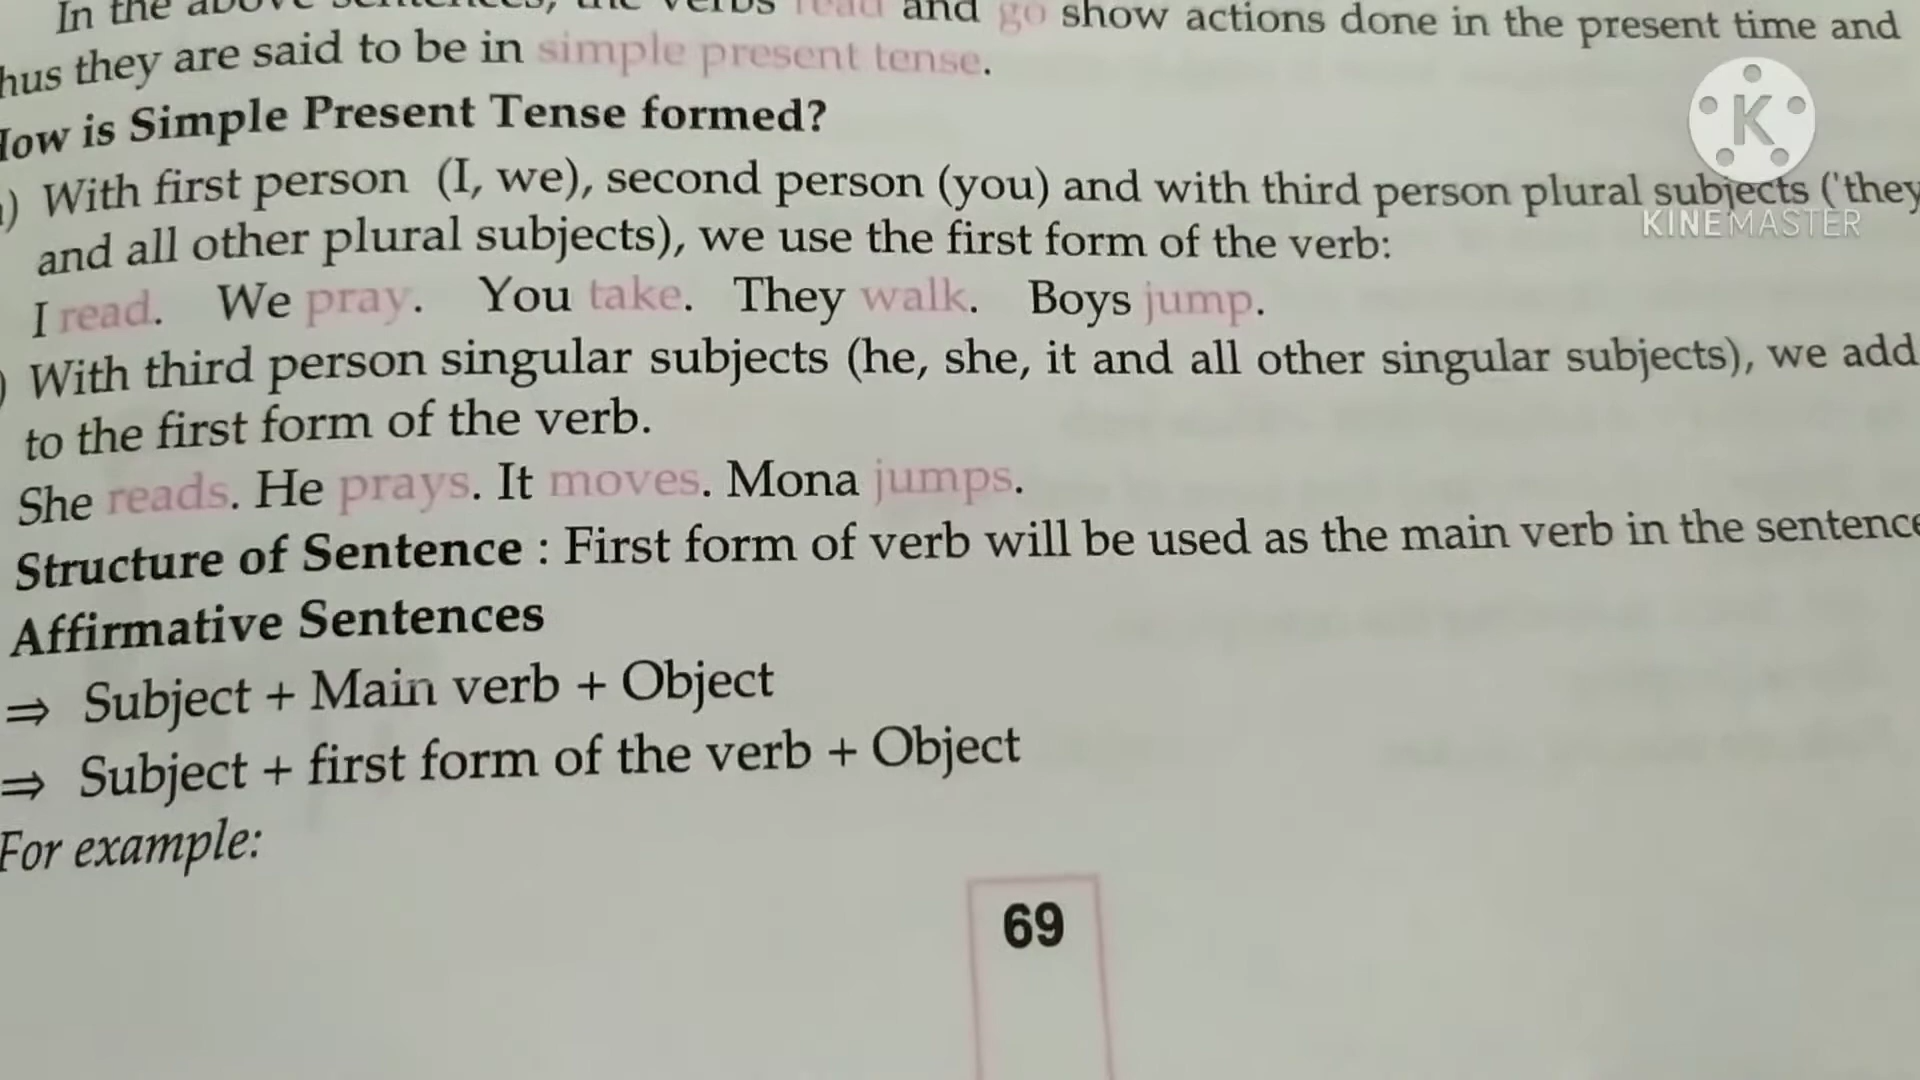 In the above sentences, the verbs read and go show actions done in the present time and
hus they are said to be in simple present tense.
How is Simple Present Tense formed?
) With first person (I, we), second person (you) and with third person plural subjects ('they
and all other plural subjects), we use the first form of the verb:
I read. We pray. You take. They walk. Boys jump.
) With third person singular subjects (he, she, it and all other singular subjects), we add
to the first form of the verb.
She reads. He prays. It moves. Mona jumps.
Structure of Sentence : First form of verb will be used as the main verb in the sentence
Affirmative Sentences
⇒ Subject + Main verb + Object
⇒ Subject + first form of the verb + Object
For example:
69
K
KINEMASTER